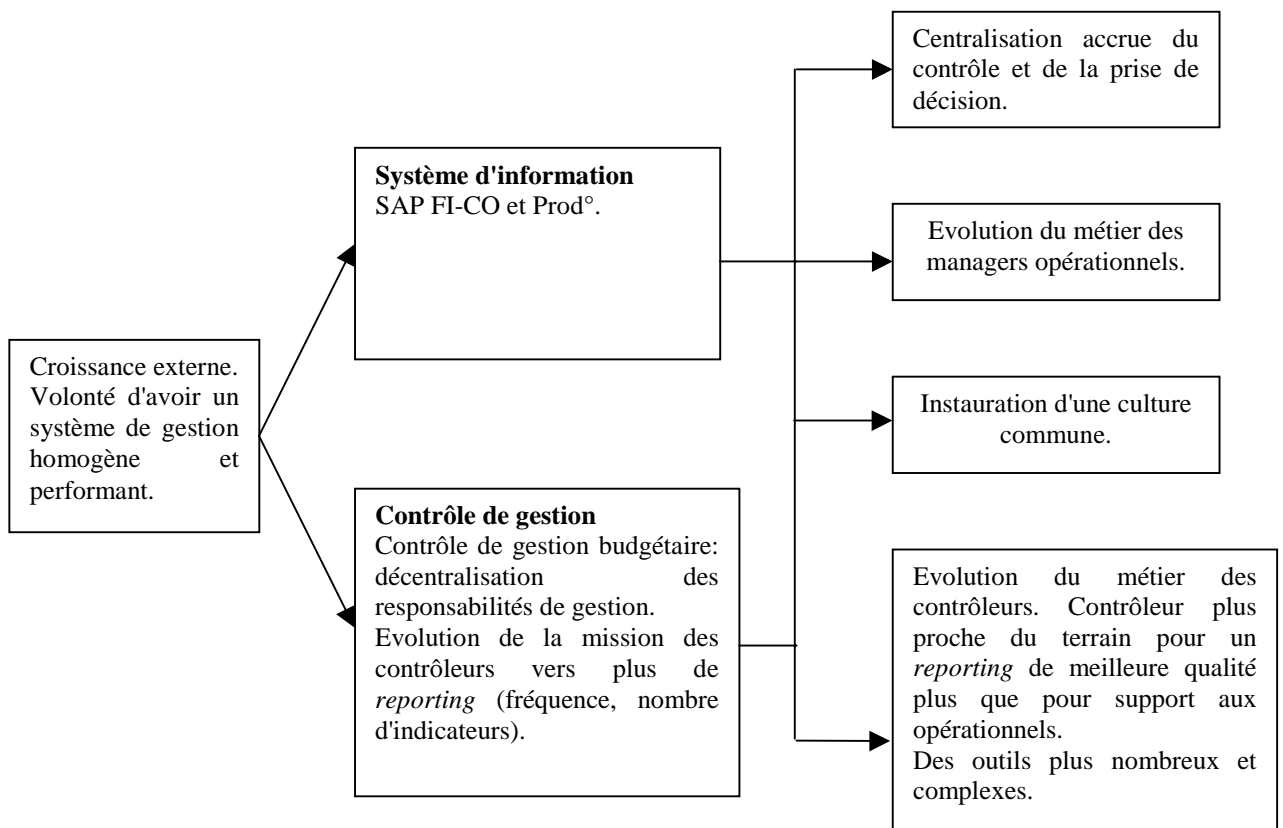 Croissance externe.
Volonté d'avoir un
système de gestion
homogène et
performant.
Système d'information
SAP FI-CO et Prod°.
Contrôle de gestion
Contrôle de gestion budgétaire:
décentralisation des
responsabilités de gestion.
Evolution de la mission des
contrôleurs vers plus de
reporting (fréquence, nombre
d'indicateurs).
Centralisation accrue du
contrôle et de la prise de
décision.
Evolution du métier des
managers opérationnels.
Instauration d'une culture
commune.
Evolution du métier des
contrôleurs. Contrôleur plus
proche du terrain pour un
reporting de meilleure qualité
plus que pour support aux
opérationnels.
Des outils plus nombreux et
complexes.